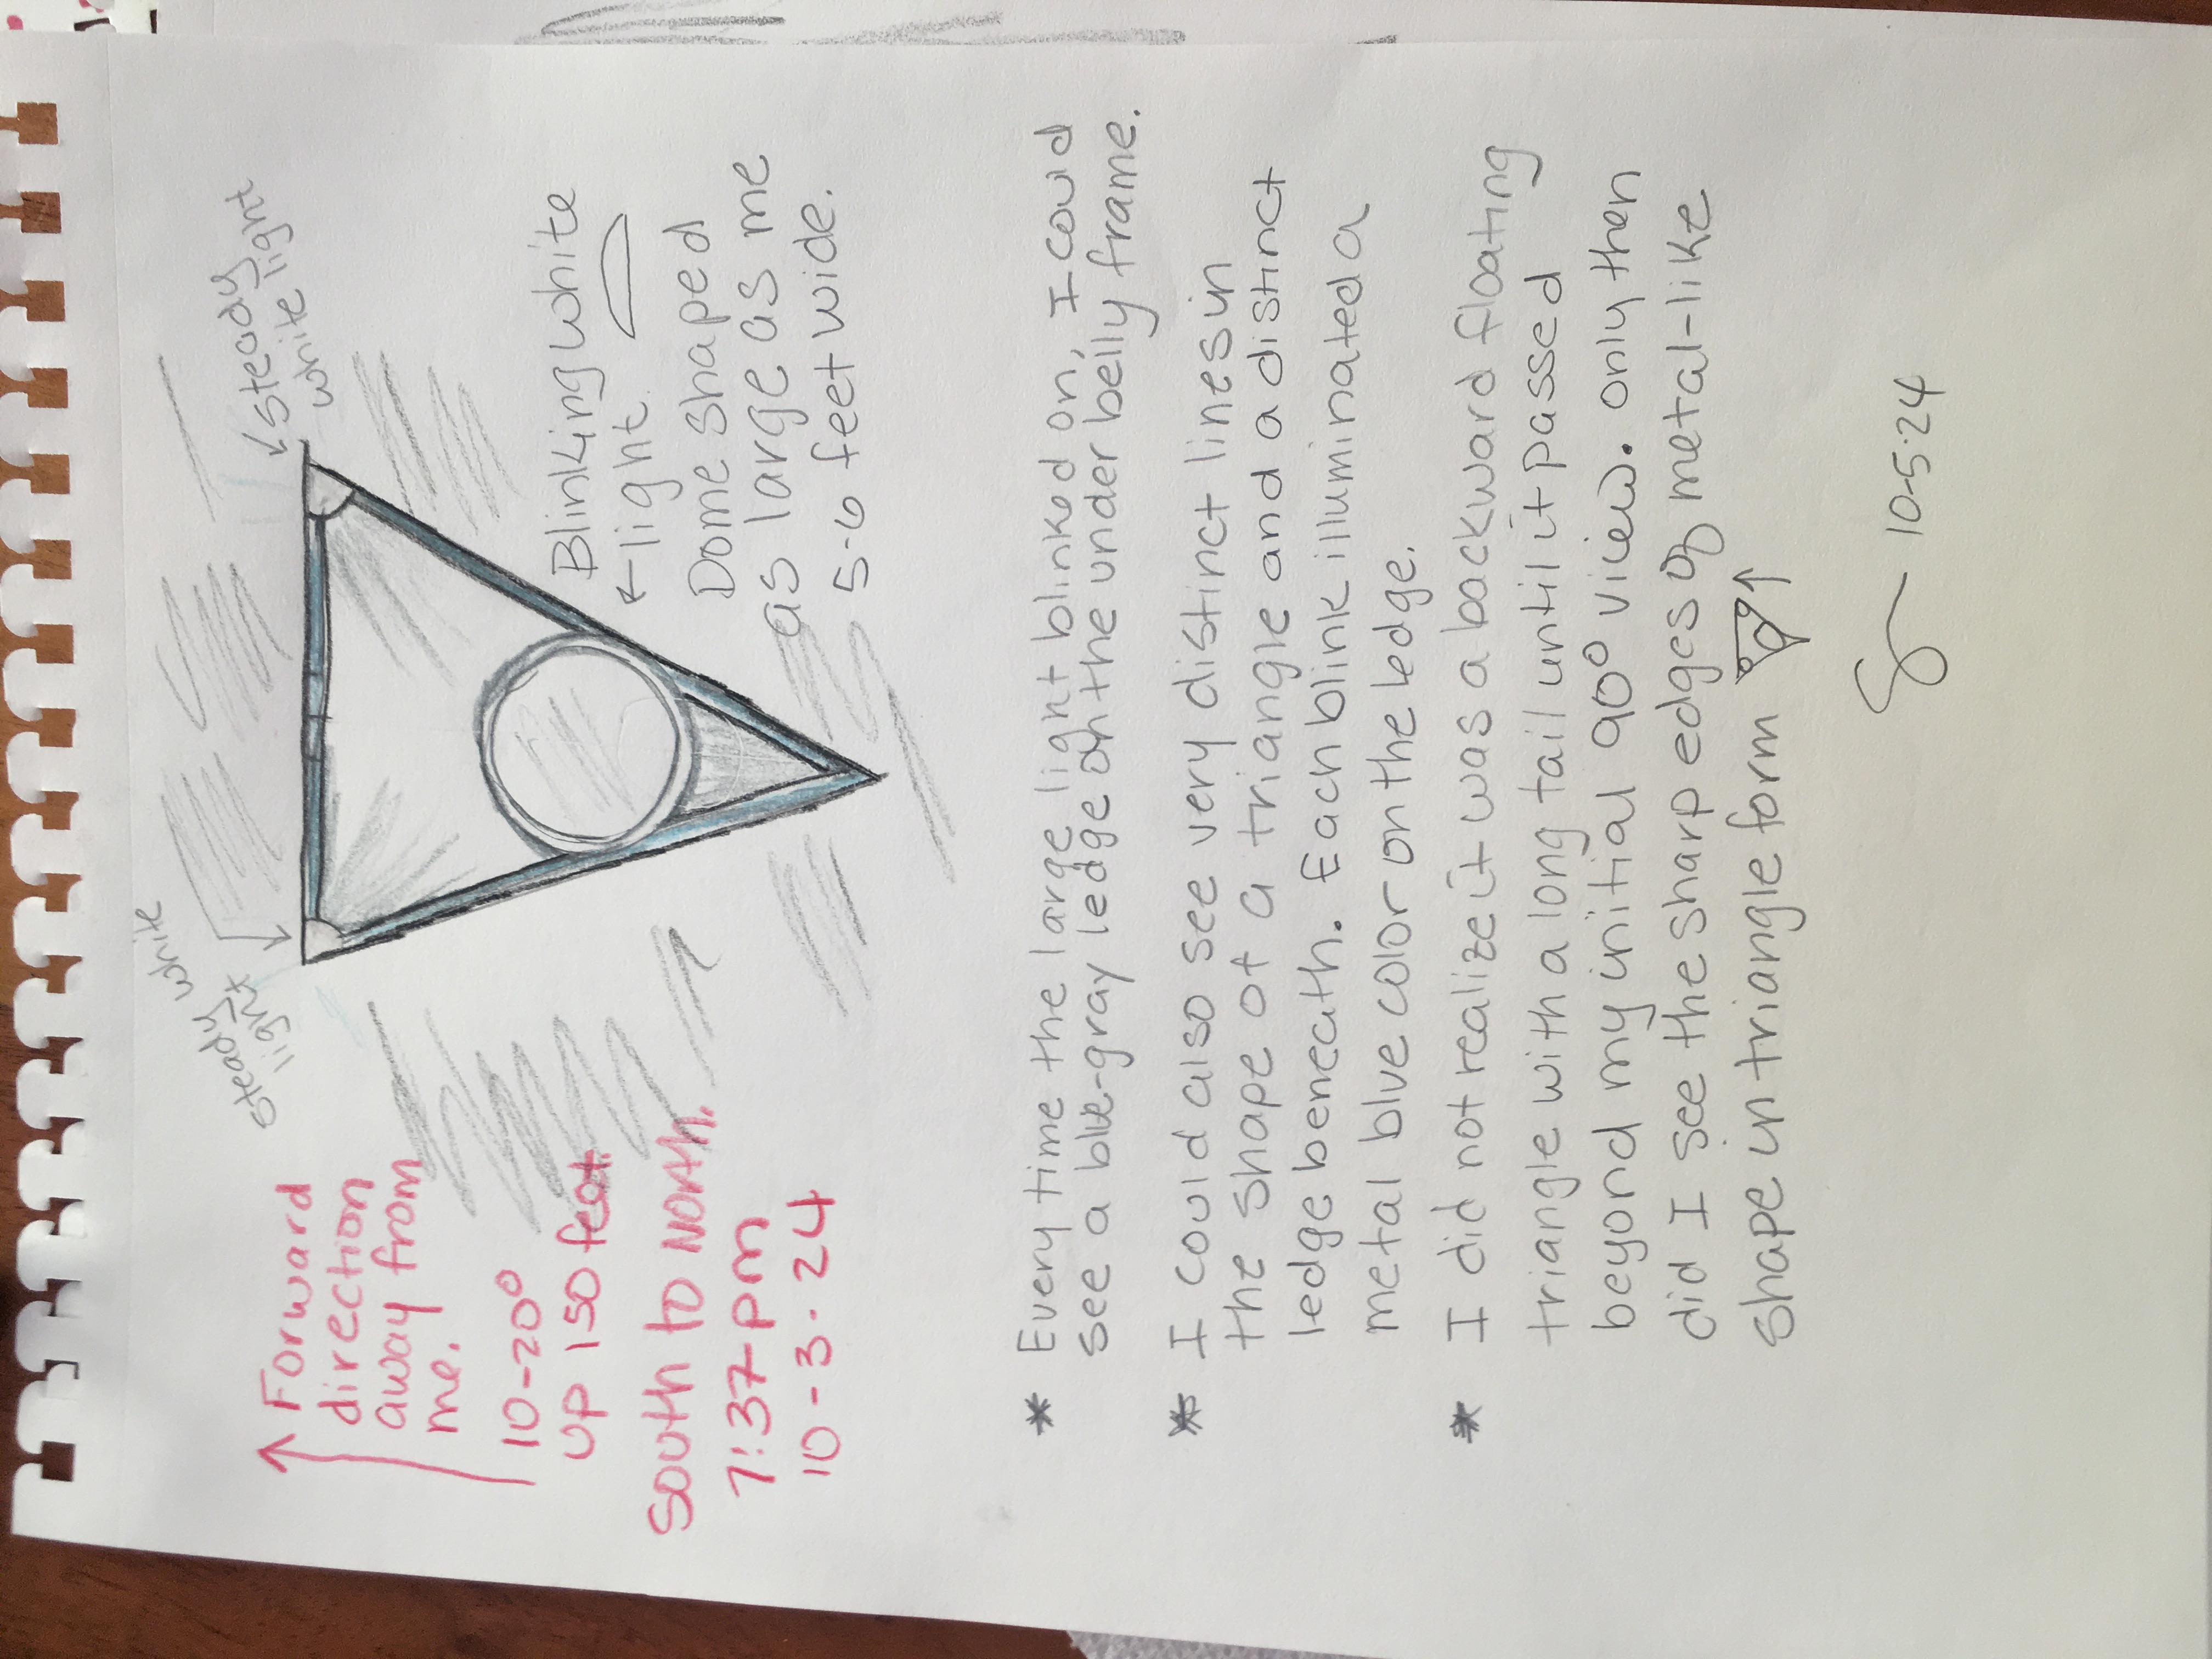 steady white
light
steady
white light
Forward
direction
away from
me.
10-20°
up 150 feet.
South to North.
7:37pm
10-3-24
Blinking white
light.
Dome shaped
as large as me
5-6 feet wide.
* Every time the large light blinked on, I could
see a blue-gray ledge on the under belly frame.
* I could also see very distinct lines in
the shape of a triangle and a distinct
ledge beneath. Each blink illuminated a
metal blue color on the ledge.
* I did not realize it was a backward floating
triangle with a long tail until it passed
beyond my initial 90° view. only then
did I see the sharp edges of metal-like
shape in triangle form
10-5-24